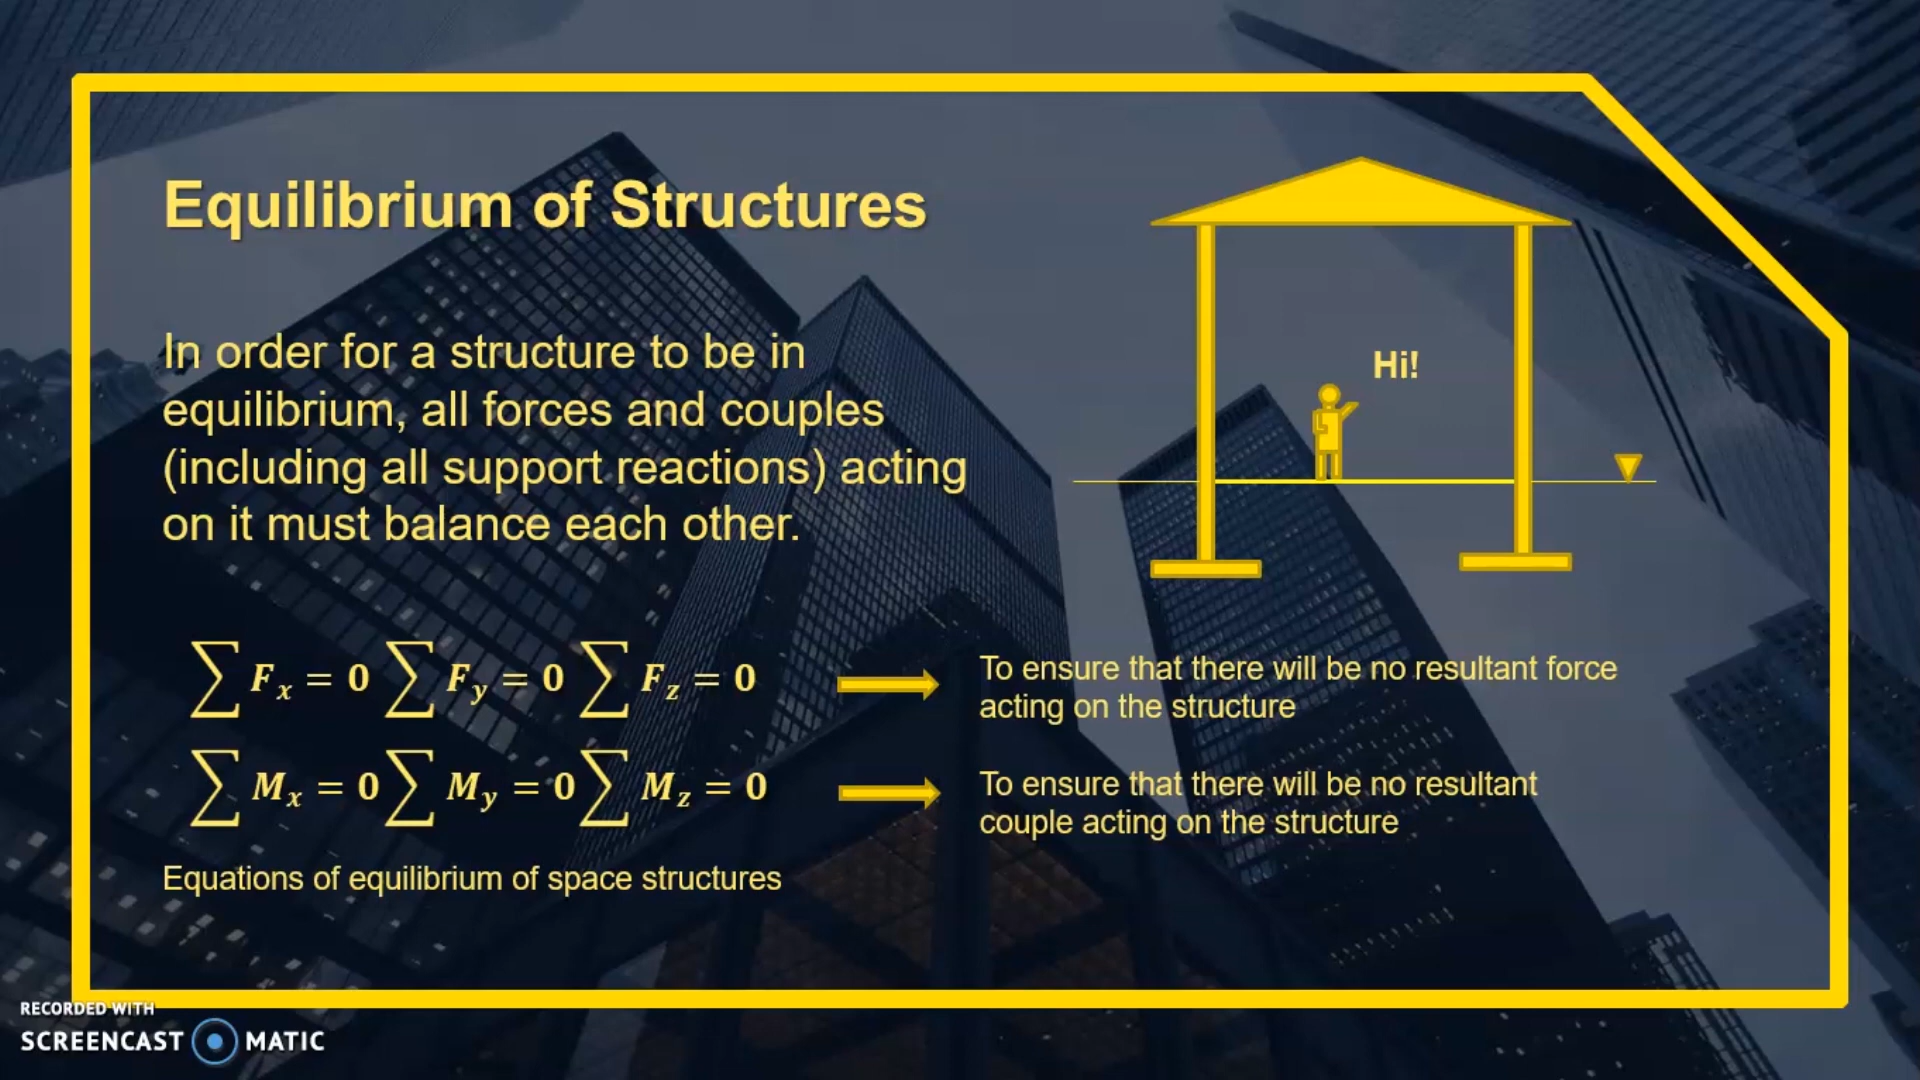 Equilibrium of Structures
In order for a structure to be in
equilibrium, all forces and couples
(including all support reactions) acting
on it must balance each other.
Hi!
∑ Fx = 0 ∑ Fy = 0 ∑ Fz = 0
To ensure that there will be no resultant force
acting on the structure
∑ Mx = 0 ∑ My = 0 ∑ Mz = 0
To ensure that there will be no resultant
couple acting on the structure
Equations of equilibrium of space structures
RECORDED WITH
SCREENCAST MATIC